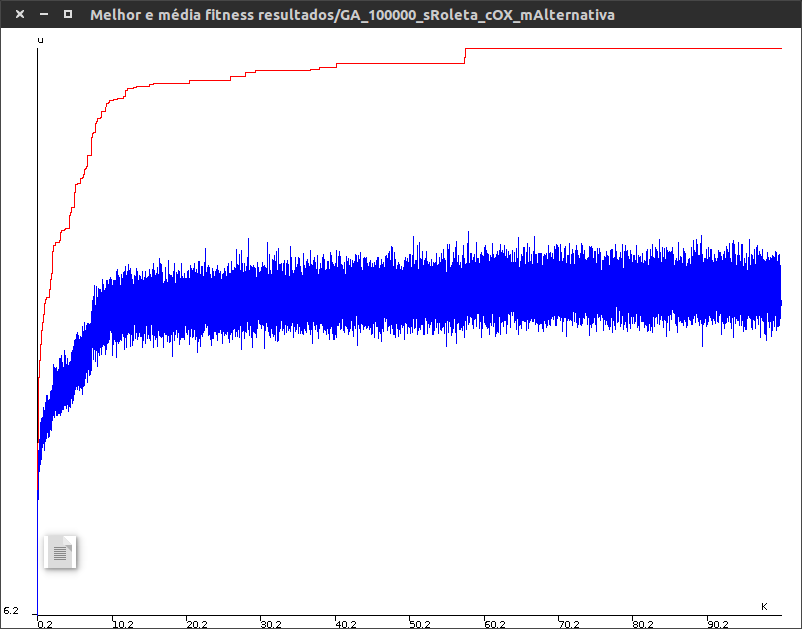 Melhor e média fitness resultados/GA_100000_sRoleta_cOX_mAlternativa
u
K
6.2
0.2 10.2 20.2 30.2 40.2 50.2 60.2 70.2 80.2 90.2